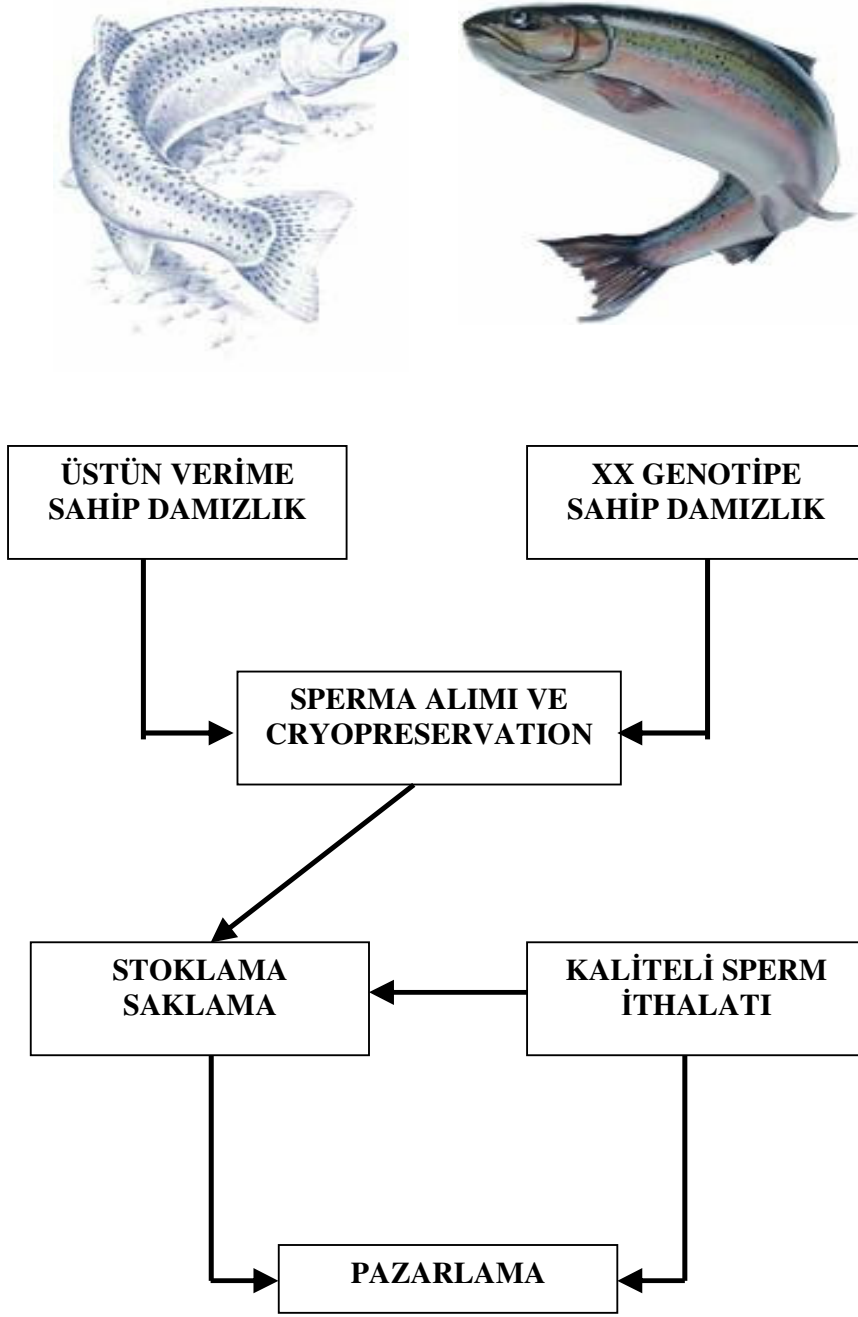 ÜSTÜN VERİME
SAHİP DAMIZLIK
XX GENOTİPE
SAHİP DAMIZLIK
SPERMA ALIMI VE
CRYOPRESERVATION
STOKLAMA
SAKLAMA
KALİTELİ SPERM
İTHALATI
PAZARLAMA